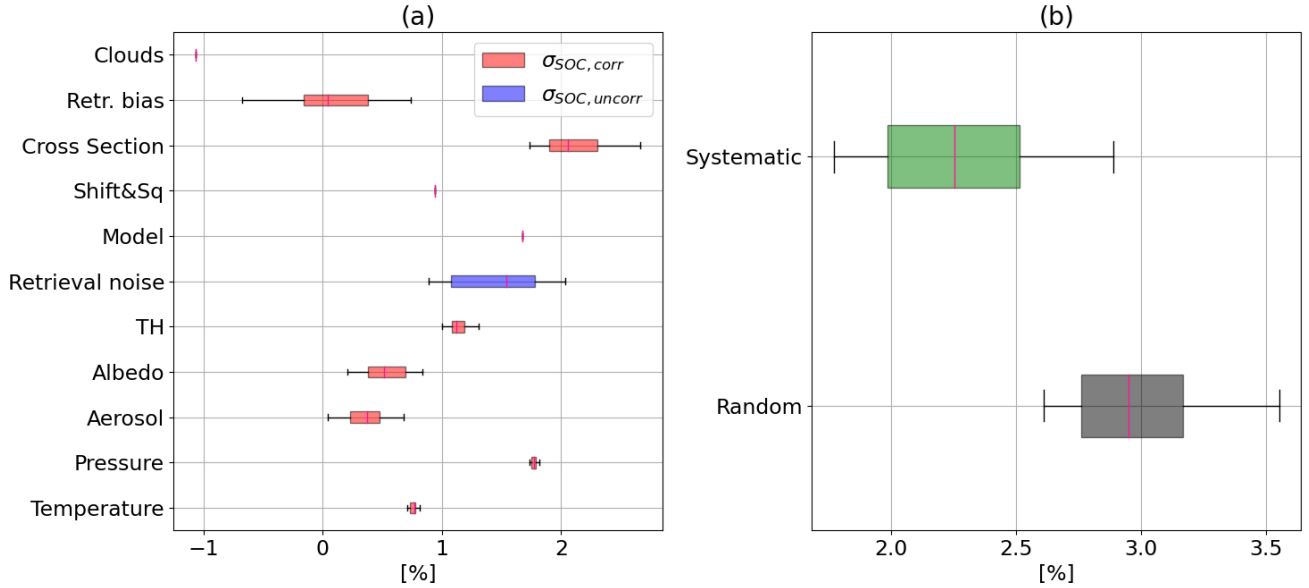 (a)
Clouds
Retr. bias
Cross Section
Shift&Sq
Model
Retrieval noise
TH
Albedo
Aerosol
Pressure
Temperature
σSOC,corr
σSOC,uncorr
−1 0 1 2
[%]
(b)
Systematic
Random
2.0 2.5 3.0 3.5
[%]